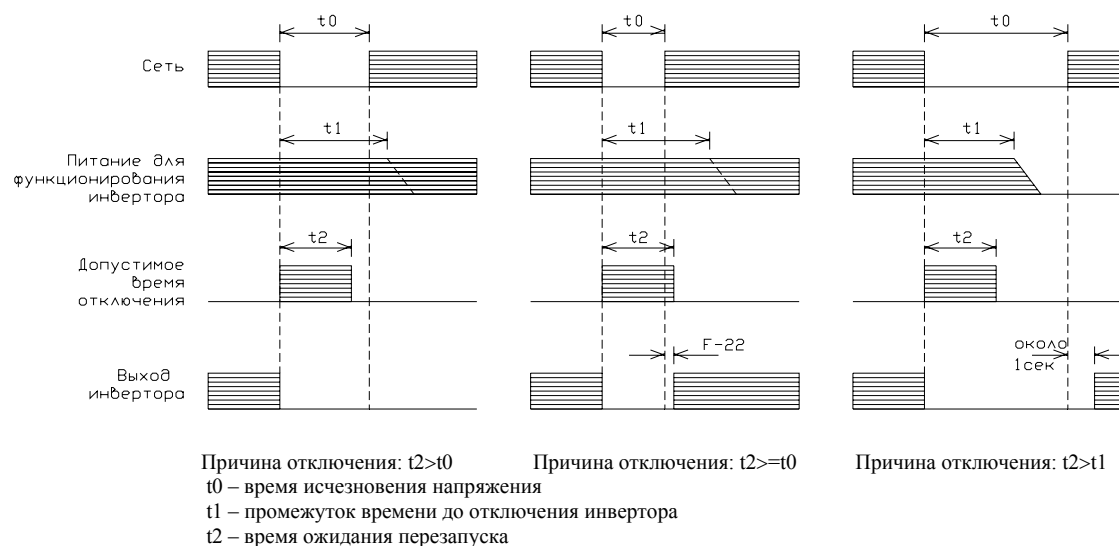 t0
t0
t0
Сеть
t1
t1
t1
Питание для
функционирования
инвертора
t2
t2
t2
Допустимое
время
отключения
F-22
около
1сек
Выход
инвертора
Причина отключения: t2>t0
Причина отключения: t2>=t0
Причина отключения: t2>t1
t0 – время исчезновения напряжения
t1 – промежуток времени до отключения инвертора
t2 – время ожидания перезапуска